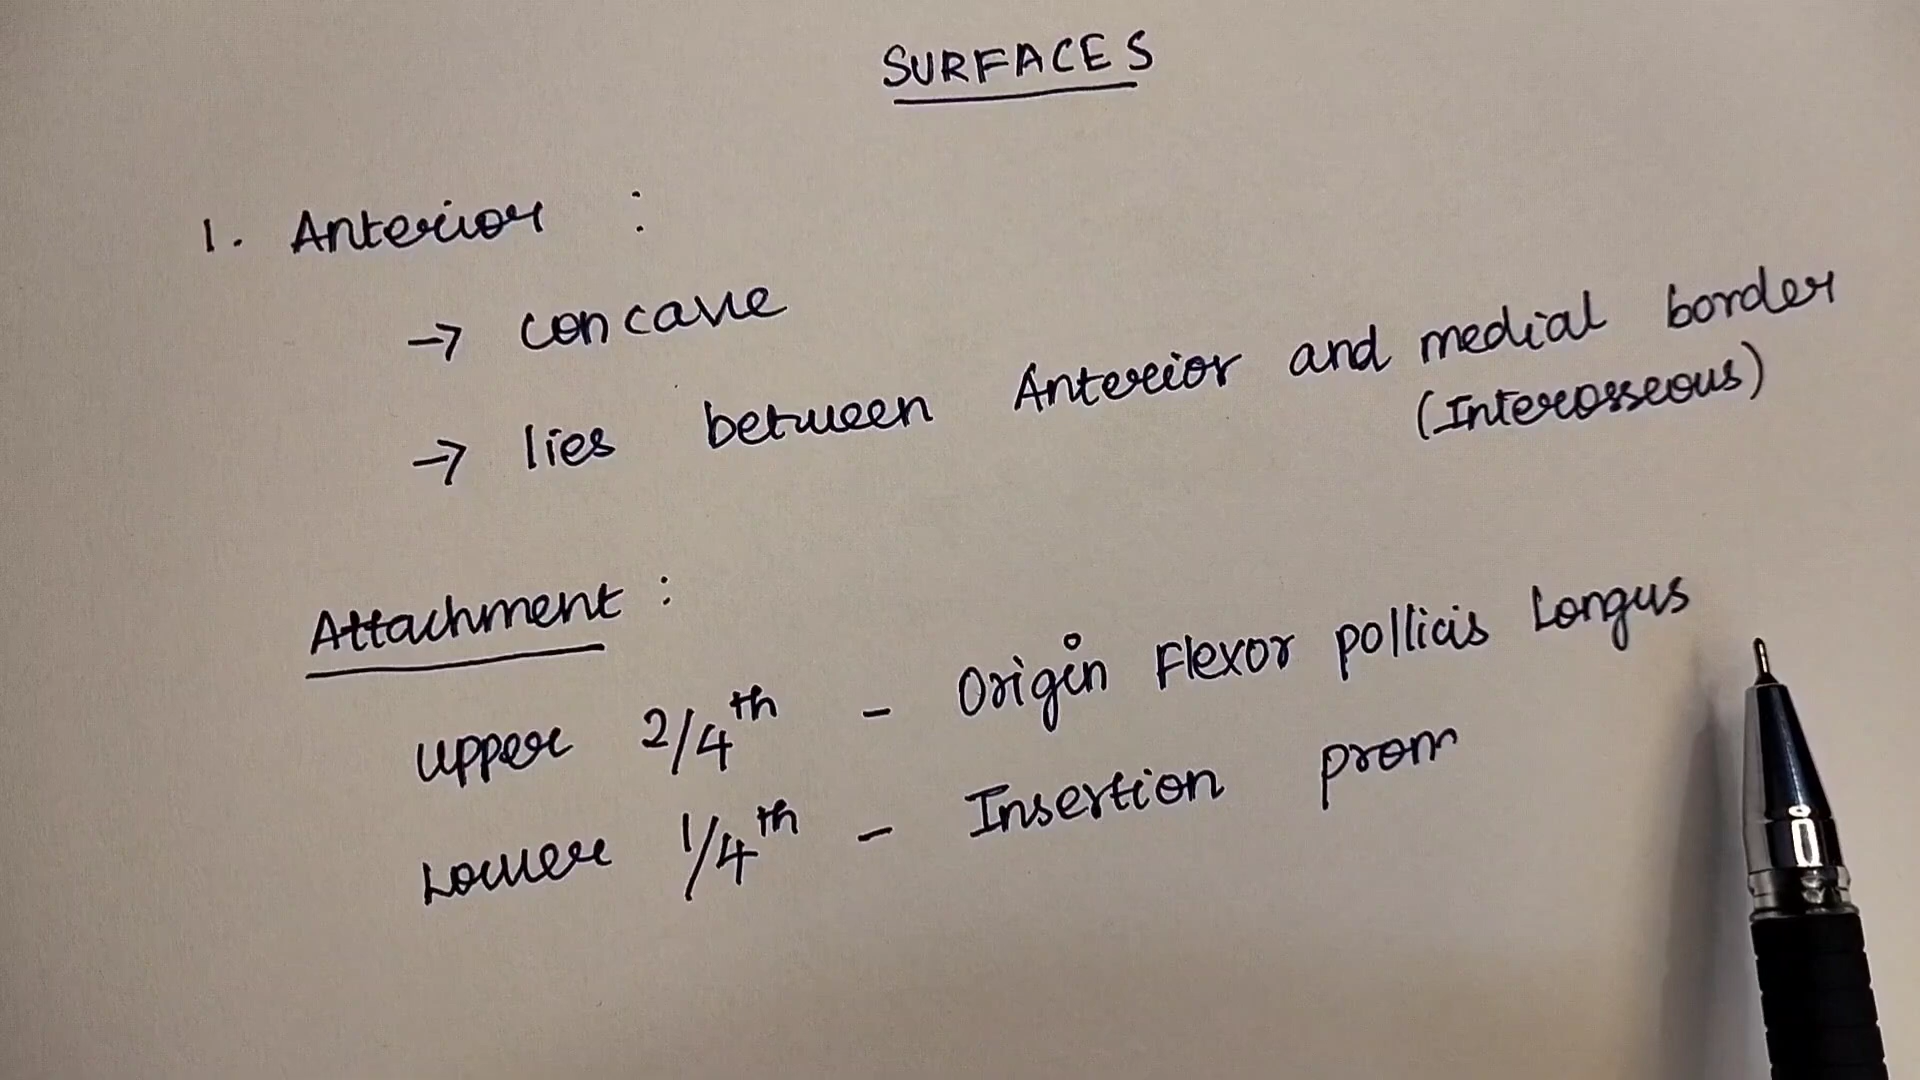 SURFACES
1. Anterior :
→ concave
→ lies between Anterior and medial border
(Interosseous)
Attachment :
upper 2/4th - Origin Flexor pollicis Longus
Lower 1/4th - Insertion pron